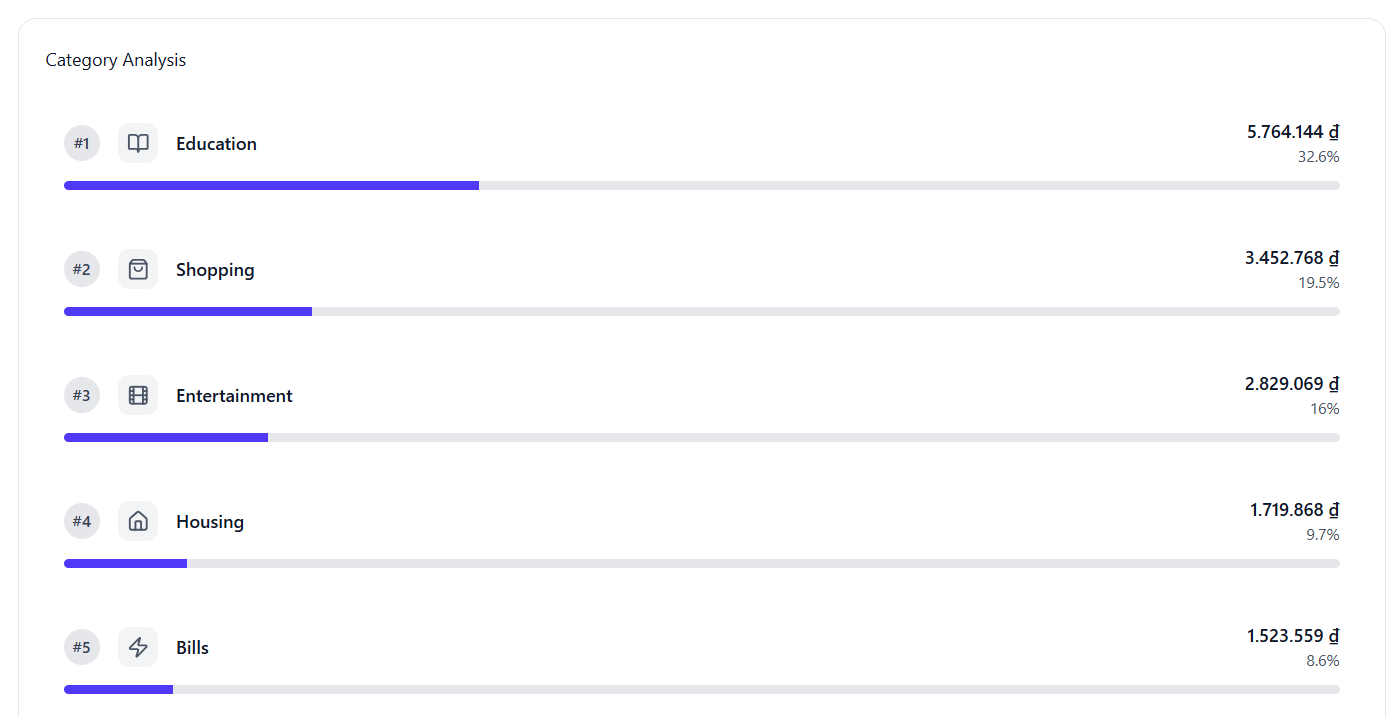 Category Analysis
#1
Education
5.764.144 ₫
32.6%
#2
Shopping
3.452.768 ₫
19.5%
#3
Entertainment
2.829.069 ₫
16%
#4
Housing
1.719.868 ₫
9.7%
#5
Bills
1.523.559 ₫
8.6%